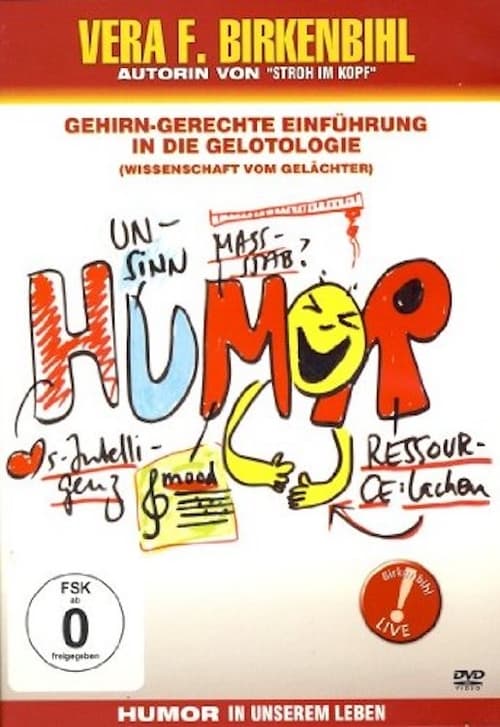 VERA F. BIRKENBIHL
AUTORIN VON "STROH IM KOPF"
GEHIRN-GERECHTE EINFÜHRUNG
IN DIE GELOTOLOGIE
(WISSENSCHAFT VOM GELÄCHTER)
UN-
SINN
MASS-
STAB?
HUMOR
s-Intelli-
genz
mood
RESSOUR-
CE: Lachen
FSK
ab
0
freigegeben
Birkenbihl
!
LIVE
DVD
VIDEO
HUMOR IN UNSEREM LEBEN